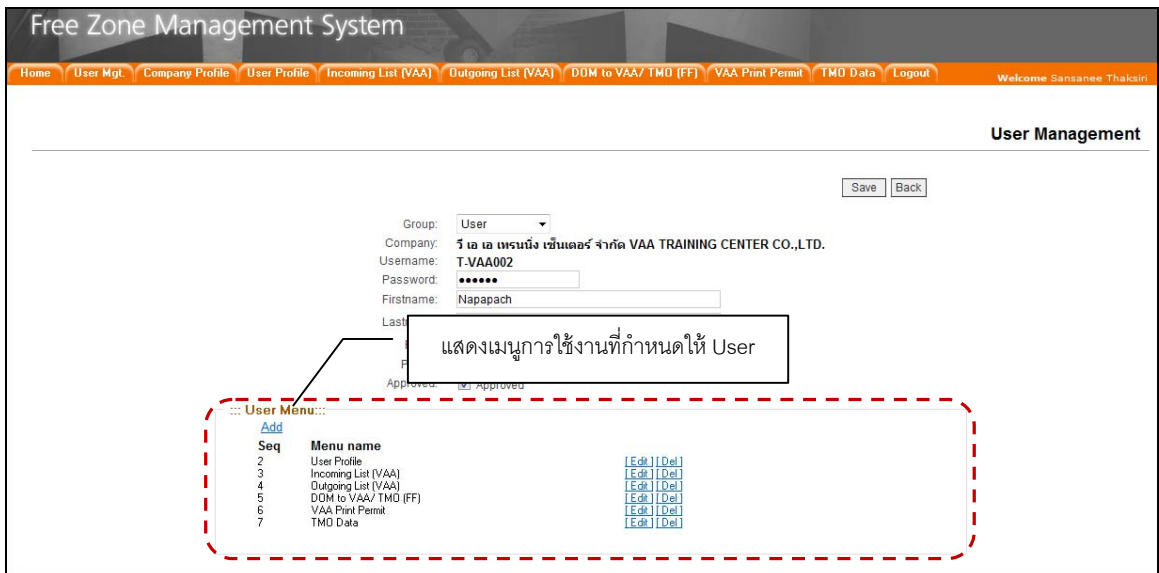 Free Zone Management System
Home User Mgt. Company Profile User Profile Incoming List (VAA) Outgoing List (VAA) DOM to VAA/ TMO (FF) VAA Print Permit TMO Data Logout Welcome Sansanee Thaksiri
User Management
Save Back
Group: User
Company: วี เอ เอ เทรนนิ่ง เซ็นเตอร์ จำกัด VAA TRAINING CENTER CO.,LTD.
Username: T-VAA002
Password: ••••••
Firstname: Napapach
แสดงเมนูการใช้งานที่กำหนดให้ User
Approved: Approved
::: User Menu:::
Add
Seq Menu name
2 User Profile [ Edit ] [ Del ]
3 Incoming List (VAA) [ Edit ] [ Del ]
4 Outgoing List (VAA) [ Edit ] [ Del ]
5 DOM to VAA/ TMO (FF) [ Edit ] [ Del ]
6 VAA Print Permit [ Edit ] [ Del ]
7 TMO Data [ Edit ] [ Del ]